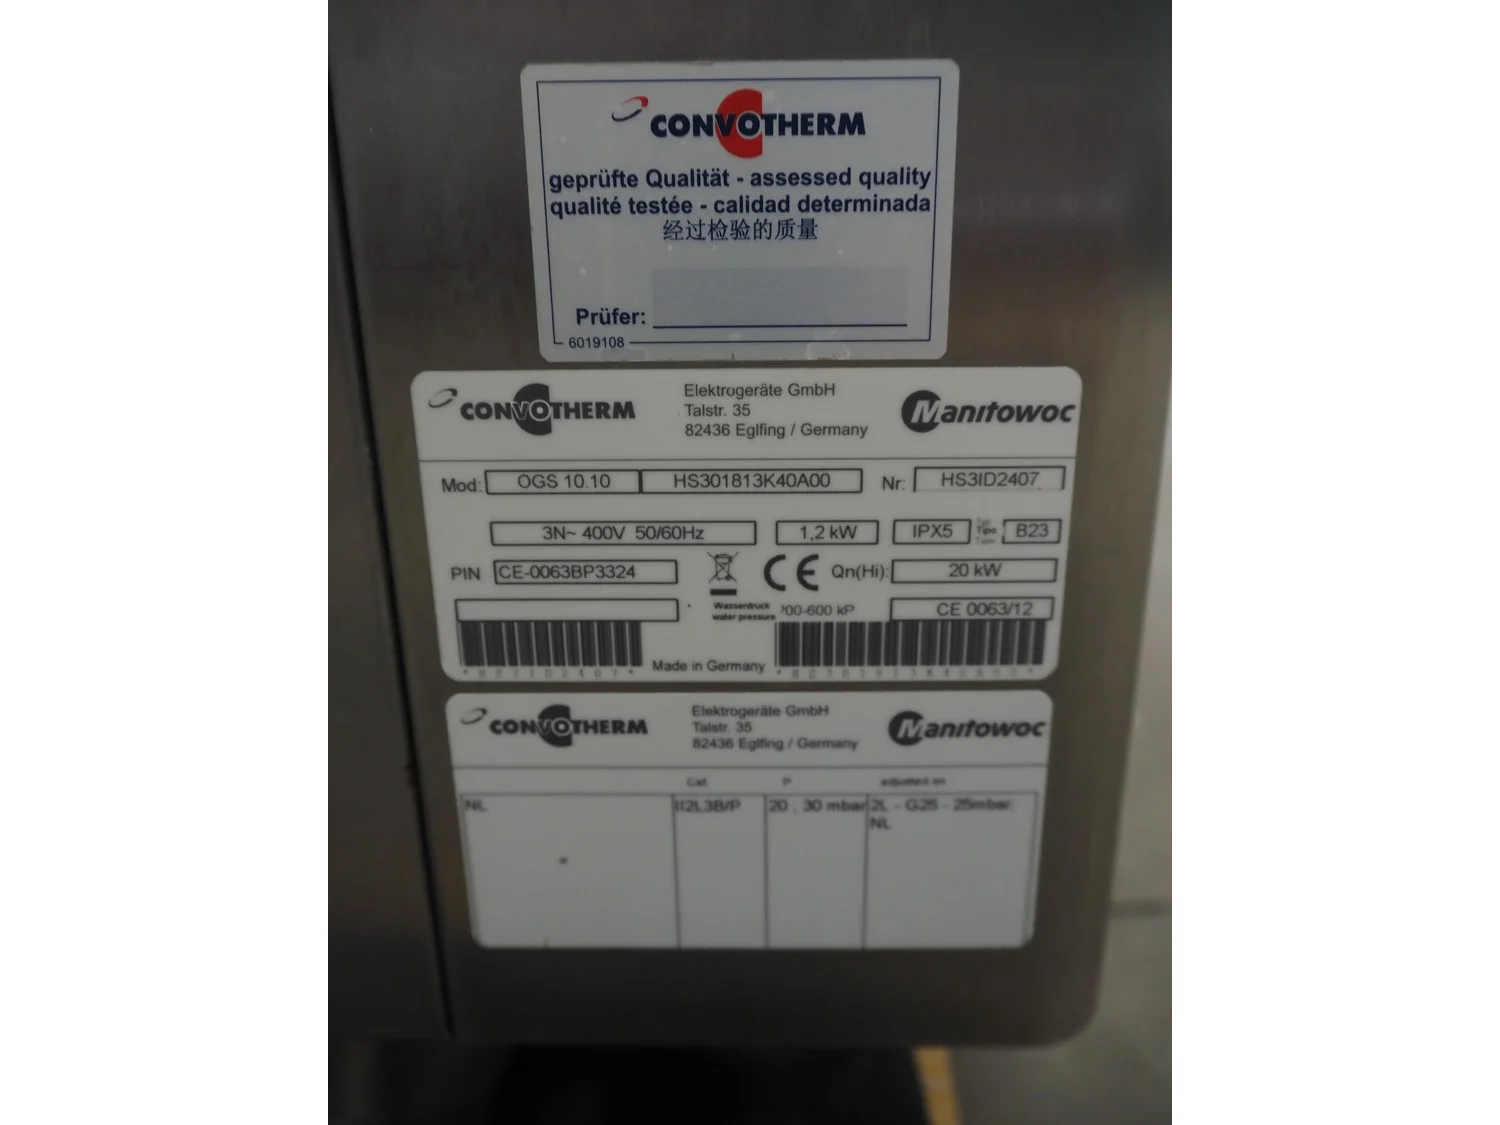 CONVOTHERM
geprüfte Qualität - assessed quality
qualité testée - calidad determinada
经过检验的质量
Prüfer:
6019108
CONVOTHERM
Elektrogeräte GmbH
Talstr. 35
82436 Eglfing / Germany
Manitowoc
Mod: OGS 10.10 HS301813K40A00 Nr: HS3ID2407
3N~ 400V 50/60Hz 1,2 kW IPX5 Tipo B23
PIN CE-0063BP3324 CE Qn(Hi): 20 kW
Wasserdruck
water pressure
00-600 kP
CE 0063/12
Made in Germany
*HS3ID2407*
*HS301813K40A00*
CONVOTHERM
Elektrogeräte GmbH
Talstr. 35
82436 Eglfing / Germany
Manitowoc
Cat P adjusted on
NL II2L3B/P 20 ; 30 mbar 2L - G25 - 25mbar;
NL